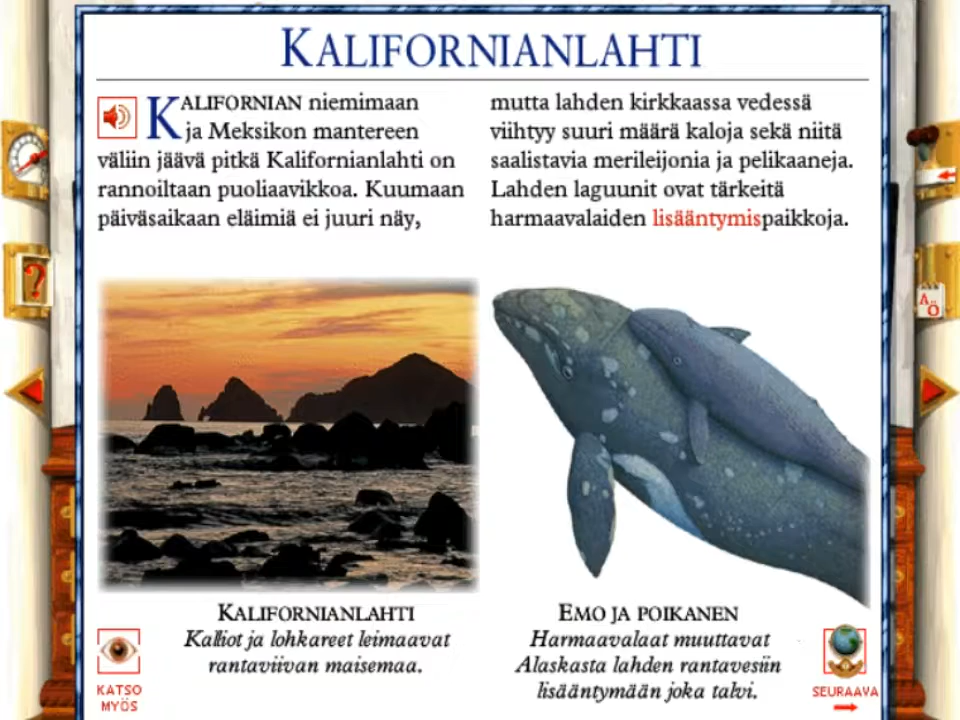 KALIFORNIANLAHTI
KALIFORNIAN niemimaan
ja Meksikon mantereen
väliin jäävä pitkä Kalifornianlahti on
rannoiltaan puoliaavikkoa. Kuumaan
päiväsaikaan eläimiä ei juuri näy,
mutta lahden kirkkaassa vedessä
viihtyy suuri määrä kaloja sekä niitä
saalistavia merileijonia ja pelikaaneja.
Lahden laguunit ovat tärkeitä
harmaavalaiden lisääntymispaikkoja.
?
A
Ö
KALIFORNIANLAHTI
Kalliot ja lohkareet leimaavat
rantaviivan maisemaa.
EMO JA POIKANEN
Harmaavalaat muuttavat
Alaskasta lahden rantavesiin
lisääntymään joka talvi.
KATSO
MYÖS
SEURAAVA